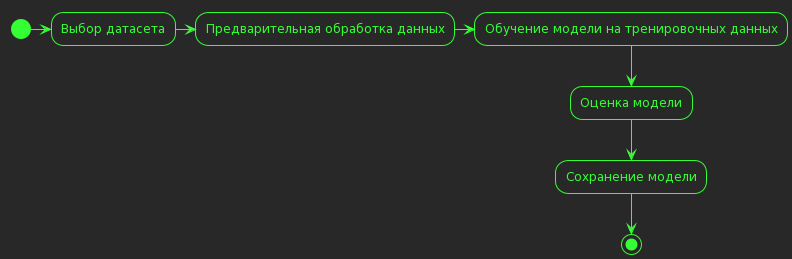 Выбор датасета
Предварительная обработка данных
Обучение модели на тренировочных данных
Оценка модели
Сохранение модели